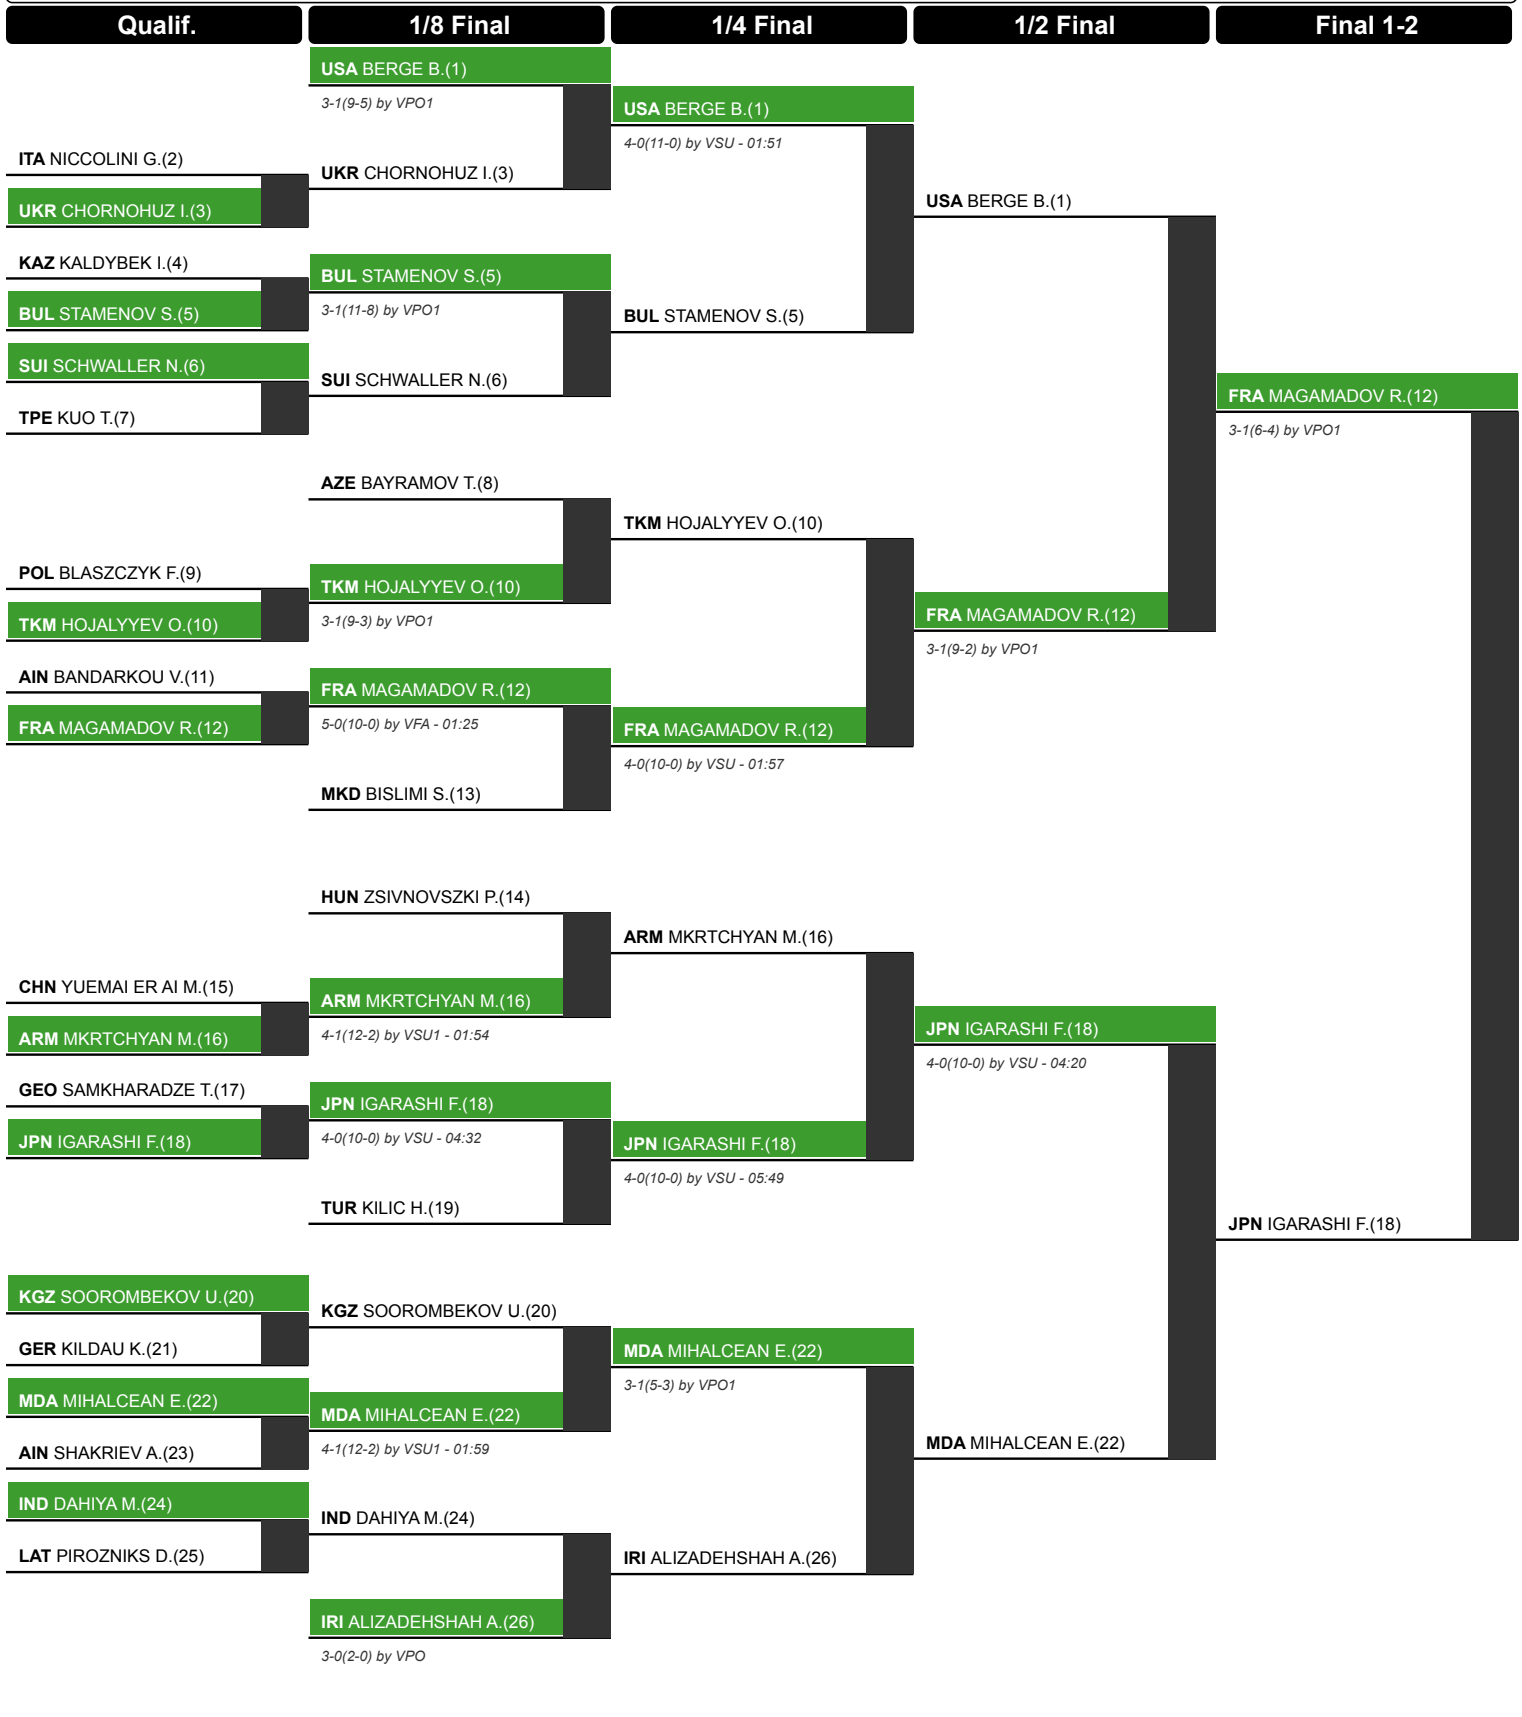 Qualif.
1/8 Final
1/4 Final
1/2 Final
Final 1-2
ITA NICCOLINI G.(2)
UKR CHORNOHUZ I.(3)
KAZ KALDYBEK I.(4)
BUL STAMENOV S.(5)
SUI SCHWALLER N.(6)
TPE KUO T.(7)
POL BLASZCZYK F.(9)
TKM HOJALYYEV O.(10)
AIN BANDARKOU V.(11)
FRA MAGAMADOV R.(12)
CHN YUEMAI ER AI M.(15)
ARM MKRTCHYAN M.(16)
GEO SAMKHARADZE T.(17)
JPN IGARASHI F.(18)
KGZ SOOROMBEKOV U.(20)
GER KILDAU K.(21)
MDA MIHALCEAN E.(22)
AIN SHAKRIEV A.(23)
IND DAHIYA M.(24)
LAT PIROZNIKS D.(25)
USA BERGE B.(1)
3-1(9-5) by VPO1
UKR CHORNOHUZ I.(3)
BUL STAMENOV S.(5)
3-1(11-8) by VPO1
SUI SCHWALLER N.(6)
AZE BAYRAMOV T.(8)
TKM HOJALYYEV O.(10)
3-1(9-3) by VPO1
FRA MAGAMADOV R.(12)
5-0(10-0) by VFA - 01:25
MKD BISLIMI S.(13)
HUN ZSIVNOVSZKI P.(14)
ARM MKRTCHYAN M.(16)
4-1(12-2) by VSU1 - 01:54
JPN IGARASHI F.(18)
4-0(10-0) by VSU - 04:32
TUR KILIC H.(19)
KGZ SOOROMBEKOV U.(20)
MDA MIHALCEAN E.(22)
4-1(12-2) by VSU1 - 01:59
IND DAHIYA M.(24)
IRI ALIZADEHSHAH A.(26)
3-0(2-0) by VPO
USA BERGE B.(1)
4-0(11-0) by VSU - 01:51
BUL STAMENOV S.(5)
TKM HOJALYYEV O.(10)
FRA MAGAMADOV R.(12)
4-0(10-0) by VSU - 01:57
ARM MKRTCHYAN M.(16)
JPN IGARASHI F.(18)
4-0(10-0) by VSU - 05:49
MDA MIHALCEAN E.(22)
3-1(5-3) by VPO1
IRI ALIZADEHSHAH A.(26)
USA BERGE B.(1)
FRA MAGAMADOV R.(12)
3-1(9-2) by VPO1
JPN IGARASHI F.(18)
4-0(10-0) by VSU - 04:20
MDA MIHALCEAN E.(22)
FRA MAGAMADOV R.(12)
3-1(6-4) by VPO1
JPN IGARASHI F.(18)